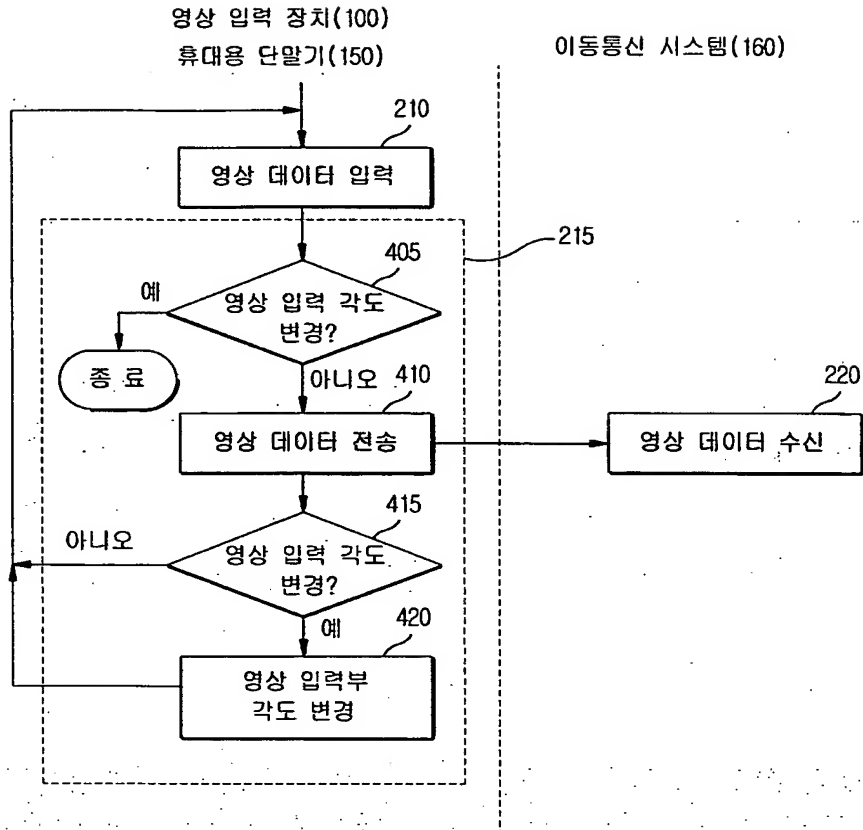 영상 입력 장치(100)
휴대용 단말기(150)
이동통신 시스템(160)
210
영상 데이터 입력
215
405
영상 입력 각도
변경?
예
종 료
아니오
410
영상 데이터 전송
220
영상 데이터 수신
415
영상 입력 각도
변경?
아니오
예
420
영상 입력부
각도 변경